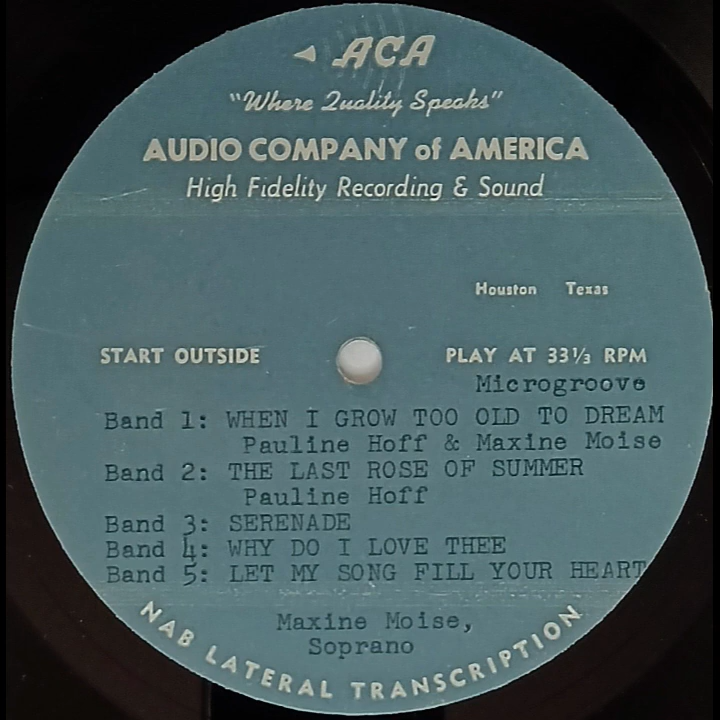 ACA
"Where Quality Speaks"
AUDIO COMPANY of AMERICA
High Fidelity Recording & Sound
Houston Texas
START OUTSIDE PLAY AT 33⅓ RPM
Microgroove
Band 1: WHEN I GROW TOO OLD TO DREAM
Pauline Hoff & Maxine Moise
Band 2: THE LAST ROSE OF SUMMER
Pauline Hoff
Band 3: SERENADE
Band 4: WHY DO I LOVE THEE
Band 5: LET MY SONG FILL YOUR HEART
Maxine Moise,
Soprano
NAB LATERAL TRANSCRIPTION